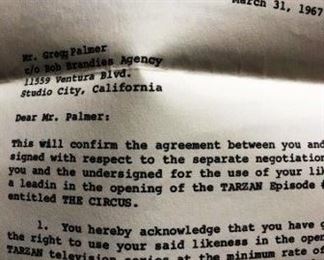 March 31, 1967
Mr. Gregg Palmer
c/o Bob Brandies Agency
11559 Ventura Blvd.
Studio City, California
Dear Mr. Palmer:
This will confirm the agreement between you and
signed with respect to the separate negotiation
you and the undersigned for the use of your
a leadin in the opening of the TARZAN Episode
entitled THE CIRCUS.
1. You hereby acknowledge that you have
the right to use your said likeness in the
TARZAN television series at the minimum rate of